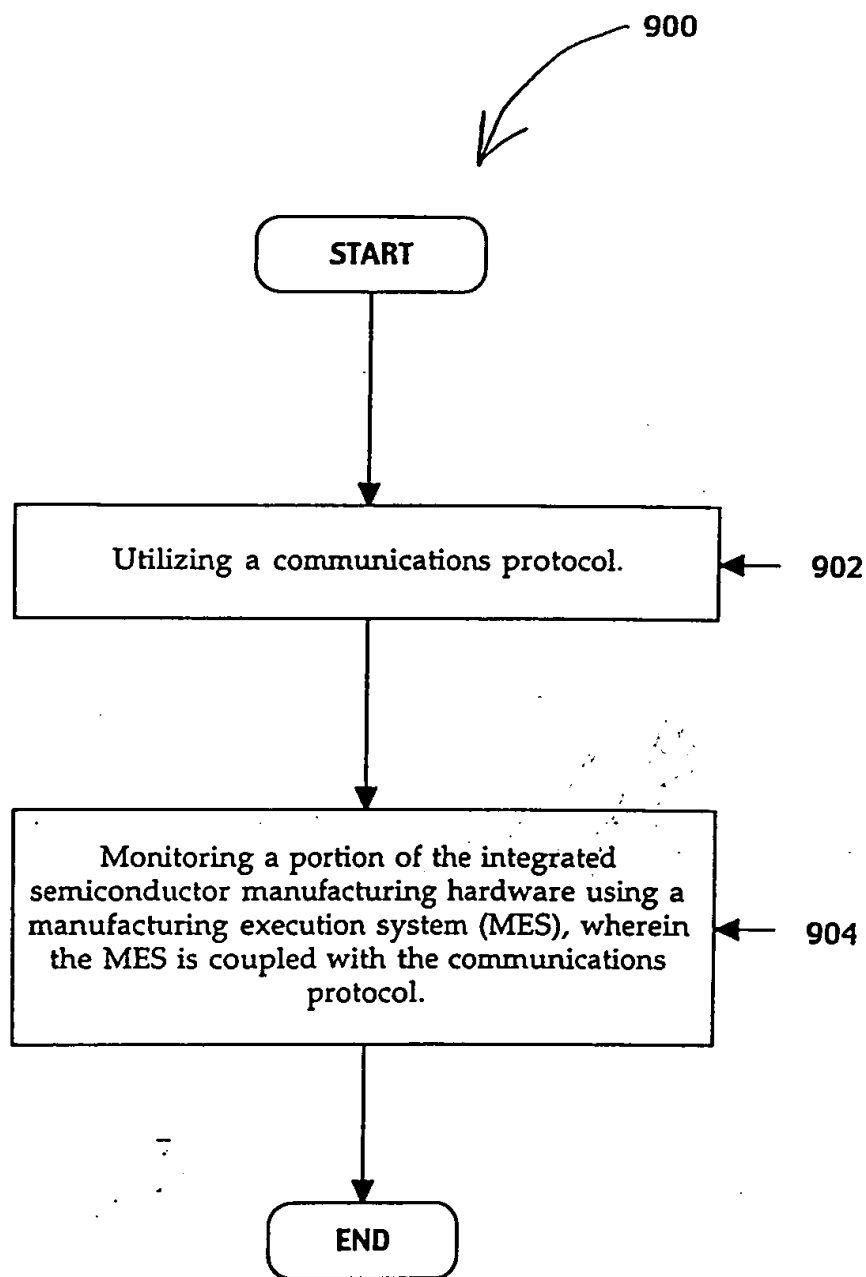 900
START
Utilizing a communications protocol.
902
Monitoring a portion of the integrated
semiconductor manufacturing hardware using a
manufacturing execution system (MES), wherein
the MES is coupled with the communications
protocol.
904
END